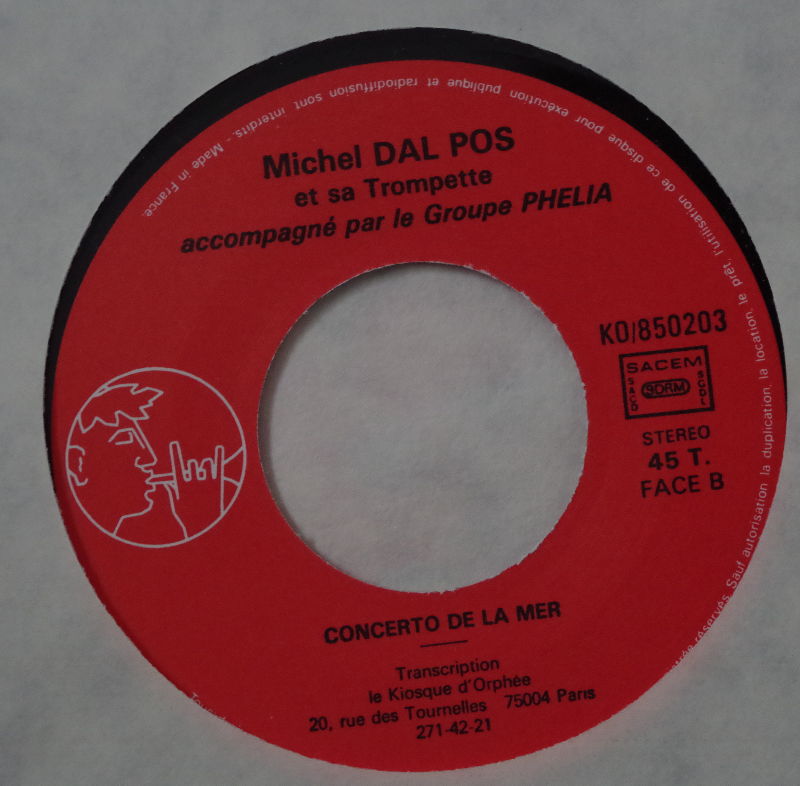 Michel DAL POS
et sa Trompette
accompagné par le Groupe PHELIA
KO/850203
SACEM
SACD
SDRM
SGDL
STEREO
45 T.
FACE B
CONCERTO DE LA MER
Transcription
le Kiosque d'Orphée
20, rue des Tournelles 75004 Paris
271-42-21
réservés. Sauf autorisation la duplication, la location, le prêt, l'utilisation de ce disque pour exécution publique et radiodiffusion sont interdits. - Made in France.